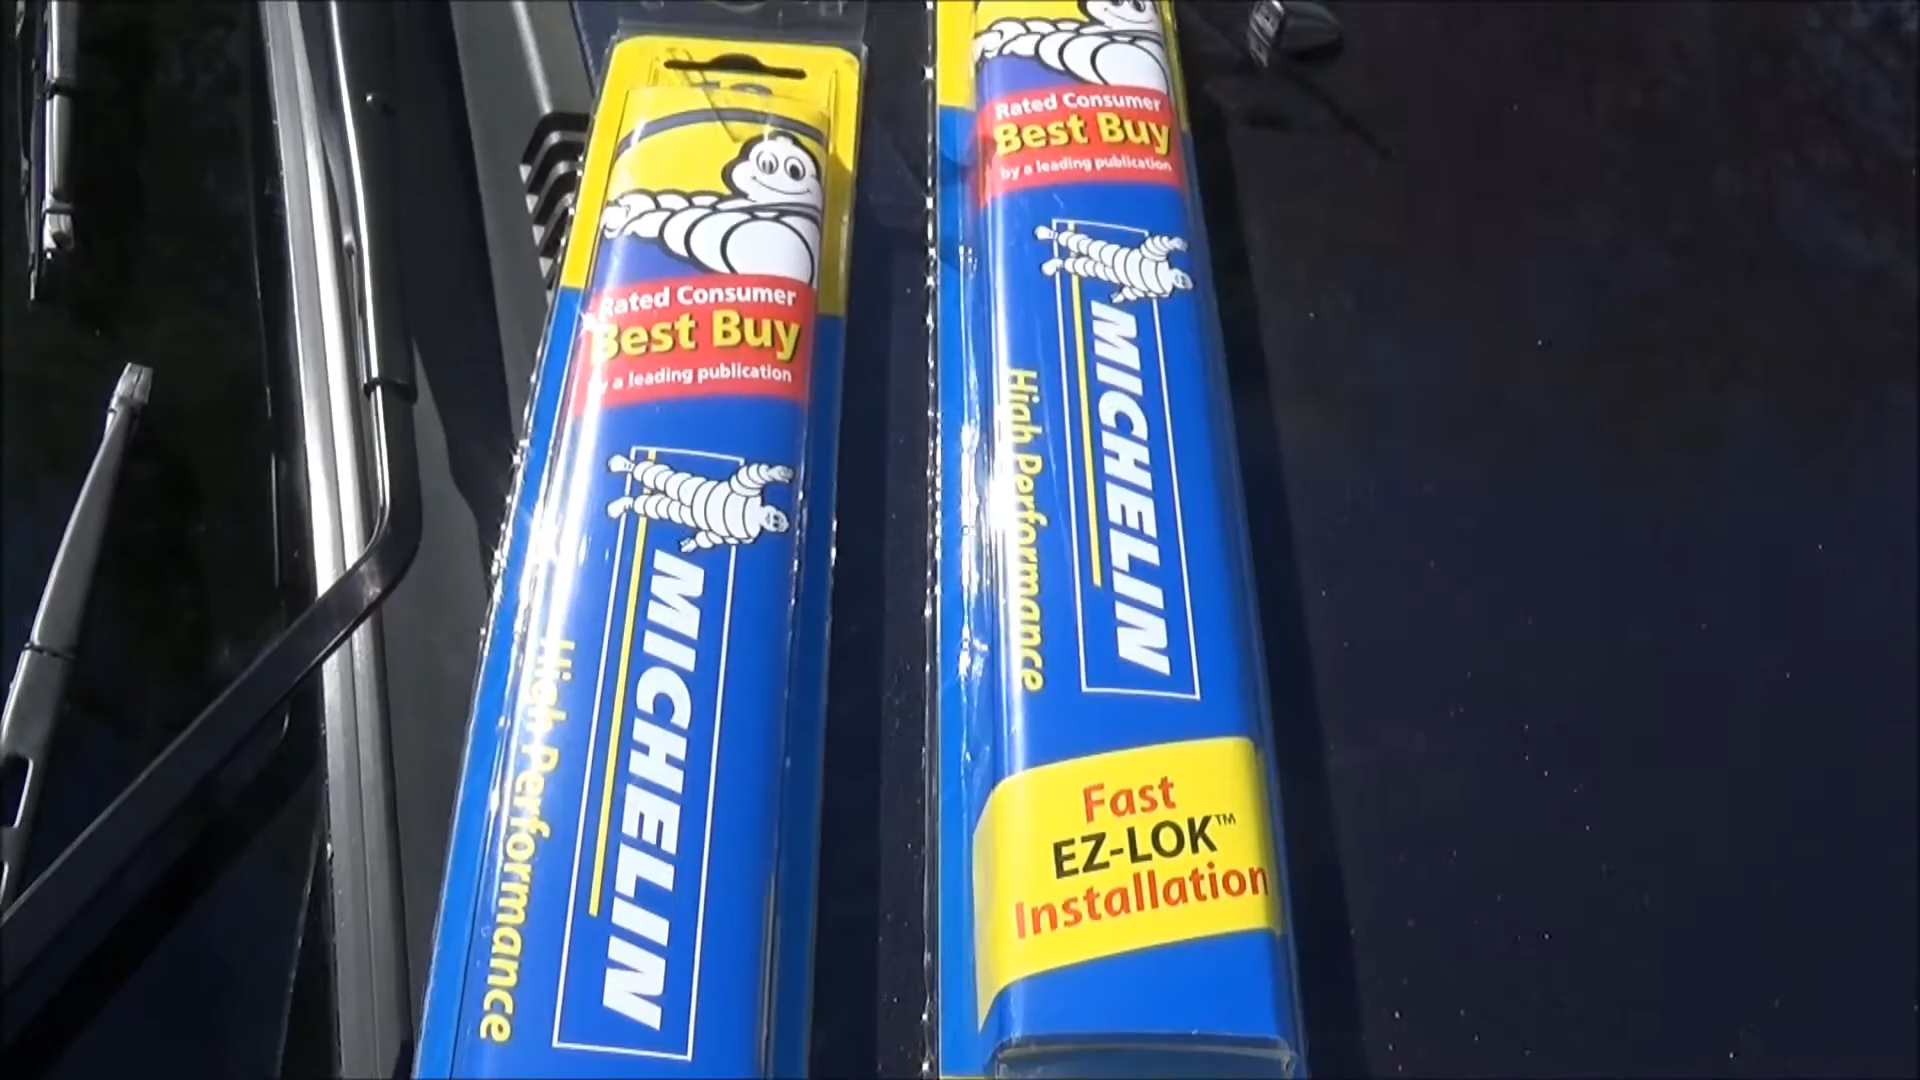 Rated Consumer
Best Buy
by a leading publication
MICHELIN
High Performance
Rated Consumer
Best Buy
by a leading publication
MICHELIN
High Performance
Fast
EZ-LOK™
Installation